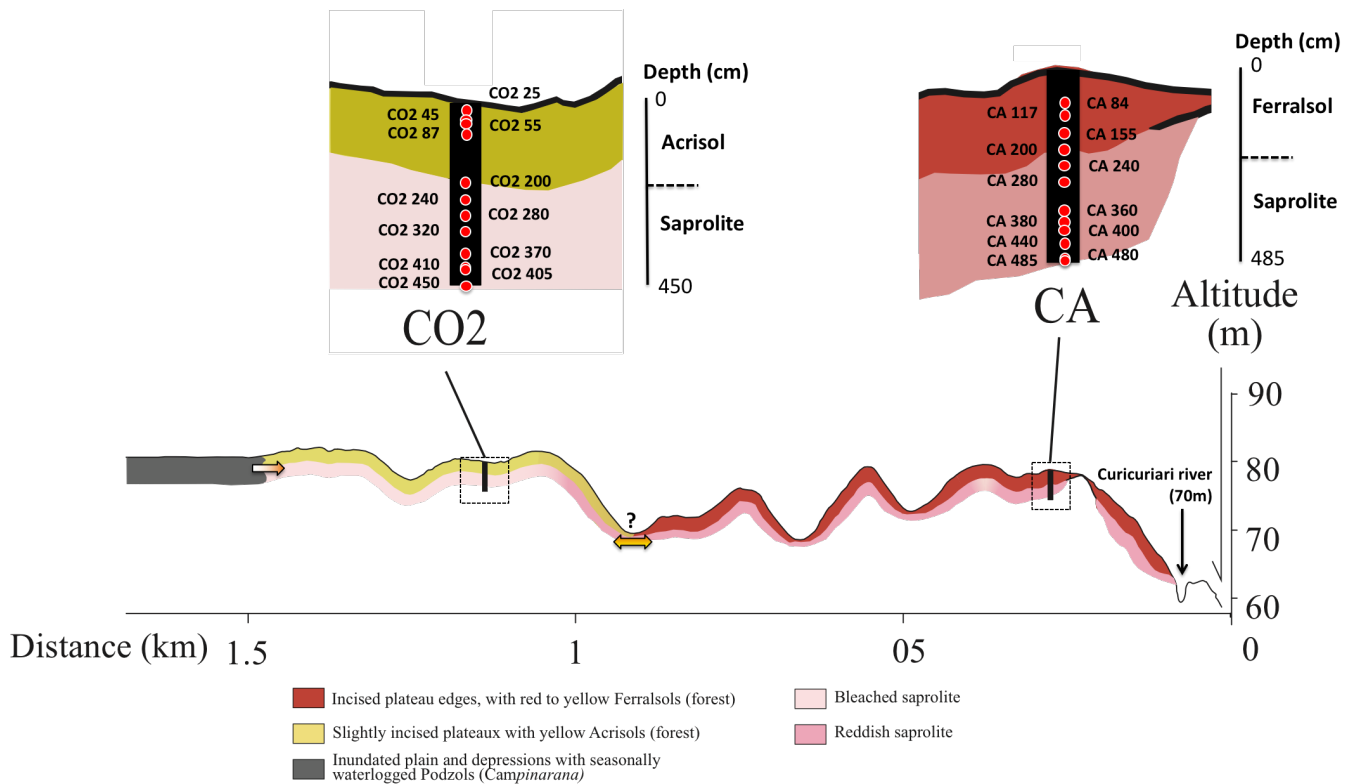 Depth (cm)
CO2 25
0
CO2 45
CO2 55
CO2 87
Acrisol
CO2 200
CO2 240
CO2 280
Saprolite
CO2 320
CO2 370
CO2 410
CO2 405
CO2 450
450
CO2
Depth (cm)
0
CA 84
CA 117
Ferralsol
CA 155
CA 200
CA 240
CA 280
CA 360
Saprolite
CA 380
CA 400
CA 440
CA 480
CA 485
485
CA
Altitude
(m)
90
80
70
60
Curicuriari river
(70m)
?
Distance (km)
1.5
1
05
0
Incised plateau edges, with red to yellow Ferralsols (forest)
Slightly incised plateaux with yellow Acrisols (forest)
Inundated plain and depressions with seasonally
waterlogged Podzols (Campinarana)
Bleached saprolite
Reddish saprolite